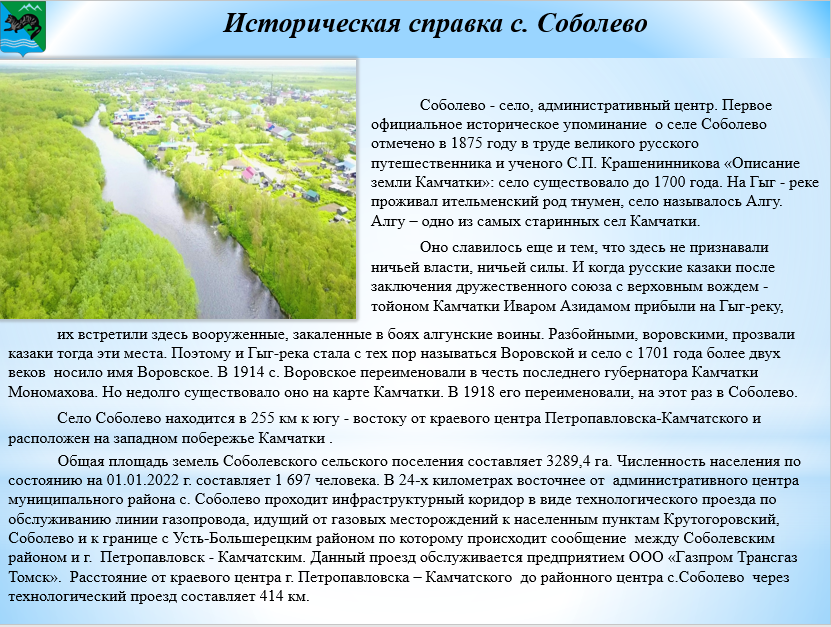 Историческая справка с. Соболево
Соболево - село, административный центр. Первое
официальное историческое упоминание о селе Соболево
отмечено в 1875 году в труде великого русского
путешественника и ученого С.П. Крашенинникова «Описание
земли Камчатки»: село существовало до 1700 года. На Гыг - реке
проживал ительменский род тнумен, село называлось Алгу.
Алгу – одно из самых старинных сел Камчатки.
Оно славилось еще и тем, что здесь не признавали
ничьей власти, ничьей силы. И когда русские казаки после
заключения дружественного союза с верховным вождем -
тойоном Камчатки Иваром Азидамом прибыли на Гыг-реку,
их встретили здесь вооруженные, закаленные в боях алгунские воины. Разбойными, воровскими, прозвали
казаки тогда эти места. Поэтому и Гыг-река стала с тех пор называться Воровской и село с 1701 года более двух
веков носило имя Воровское. В 1914 с. Воровское переименовали в честь последнего губернатора Камчатки
Мономахова. Но недолго существовало оно на карте Камчатки. В 1918 его переименовали, на этот раз в Соболево.
Село Соболево находится в 255 км к югу - востоку от краевого центра Петропавловска-Камчатского и
расположен на западном побережье Камчатки .
Общая площадь земель Соболевского сельского поселения составляет 3289,4 га. Численность населения по
состоянию на 01.01.2022 г. составляет 1 697 человека. В 24-х километрах восточнее от административного центра
муниципального района с. Соболево проходит инфраструктурный коридор в виде технологического проезда по
обслуживанию линии газопровода, идущий от газовых месторождений к населенным пунктам Крутогоровский,
Соболево и к границе с Усть-Большерецким районом по которому происходит сообщение между Соболевским
районом и г. Петропавловск - Камчатским. Данный проезд обслуживается предприятием ООО «Газпром Трансгаз
Томск». Расстояние от краевого центра г. Петропавловска – Камчатского до районного центра с.Соболево через
технологический проезд составляет 414 км.